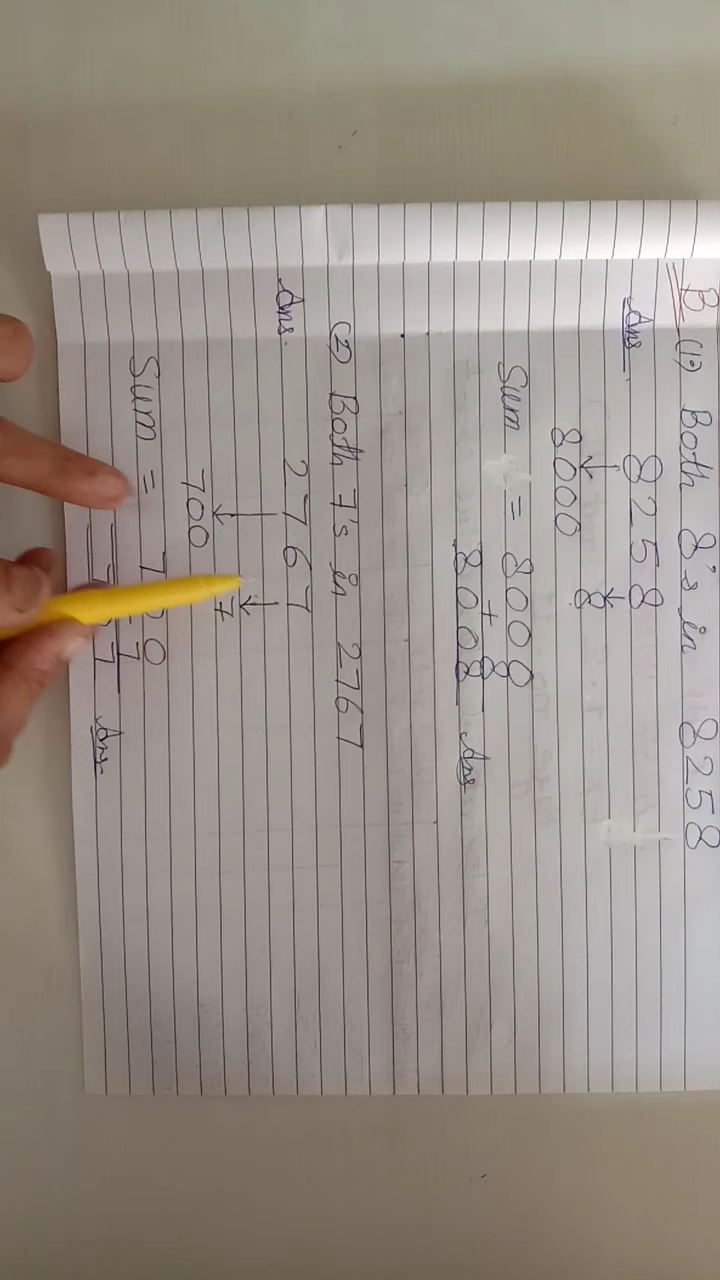 B (1) Both 8's in 8258
Ans. 8258
8000 8
Sum = 8000
+ 8
8008 Ans
(2) Both 7's in 2767
Ans. 2767
700 7
Sum =
7
Ans.